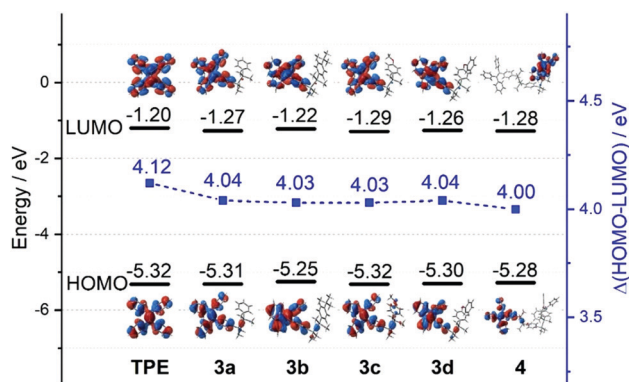 Energy / eV
0
-2
-4
-6
LUMO
-1.20 -1.27 -1.22 -1.29 -1.26 -1.28
4.12 4.04 4.03 4.03 4.04 4.00
HOMO
-5.32 -5.31 -5.25 -5.32 -5.30 -5.28
TPE 3a 3b 3c 3d 4
4.5
4.0
3.5
Δ(HOMO-LUMO) / eV